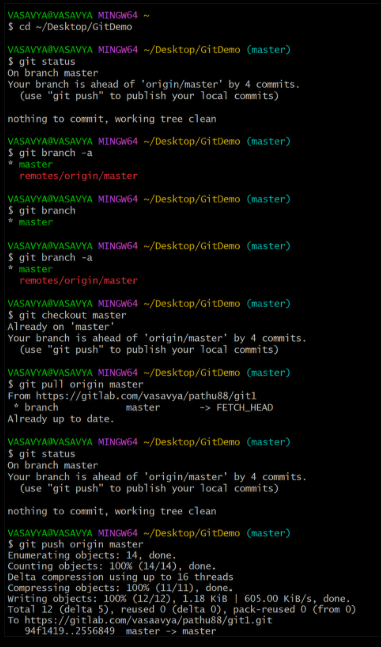 VASAVYA@VASAVYA MINGW64 ~
$ cd ~/Desktop/GitDemo
VASAVYA@VASAVYA MINGW64 ~/Desktop/GitDemo (master)
$ git status
On branch master
Your branch is ahead of 'origin/master' by 4 commits.
  (use "git push" to publish your local commits)
nothing to commit, working tree clean
VASAVYA@VASAVYA MINGW64 ~/Desktop/GitDemo (master)
$ git branch -a
* master
  remotes/origin/master
VASAVYA@VASAVYA MINGW64 ~/Desktop/GitDemo (master)
$ git branch
* master
VASAVYA@VASAVYA MINGW64 ~/Desktop/GitDemo (master)
$ git branch -a
* master
  remotes/origin/master
VASAVYA@VASAVYA MINGW64 ~/Desktop/GitDemo (master)
$ git checkout master
Already on 'master'
Your branch is ahead of 'origin/master' by 4 commits.
  (use "git push" to publish your local commits)
VASAVYA@VASAVYA MINGW64 ~/Desktop/GitDemo (master)
$ git pull origin master
From https://gitlab.com/vasavya/pathu88/git1
 * branch            master     -> FETCH_HEAD
Already up to date.
VASAVYA@VASAVYA MINGW64 ~/Desktop/GitDemo (master)
$ git status
On branch master
Your branch is ahead of 'origin/master' by 4 commits.
  (use "git push" to publish your local commits)
nothing to commit, working tree clean
VASAVYA@VASAVYA MINGW64 ~/Desktop/GitDemo (master)
$ git push origin master
Enumerating objects: 14, done.
Counting objects: 100% (14/14), done.
Delta compression using up to 16 threads
Compressing objects: 100% (11/11), done.
Writing objects: 100% (12/12), 1.18 KiB | 605.00 KiB/s, done.
Total 12 (delta 5), reused 0 (delta 0), pack-reused 0 (from 0)
To https://gitlab.com/vasaavya/pathu88/git1.git
   94f1419..2556849  master -> master